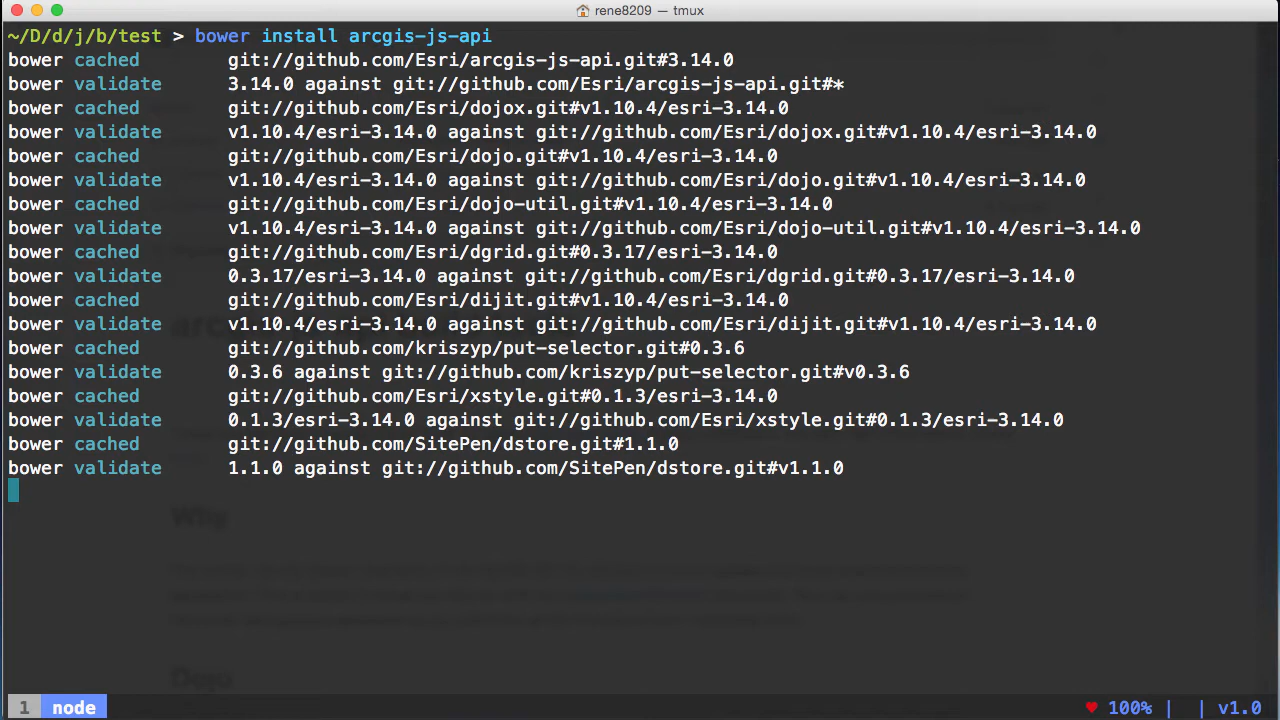 rene8209 — tmux
~/D/d/j/b/test > bower install arcgis-js-api
bower cached git://github.com/Esri/arcgis-js-api.git#3.14.0
bower validate 3.14.0 against git://github.com/Esri/arcgis-js-api.git#*
bower cached git://github.com/Esri/dojox.git#v1.10.4/esri-3.14.0
bower validate v1.10.4/esri-3.14.0 against git://github.com/Esri/dojox.git#v1.10.4/esri-3.14.0
bower cached git://github.com/Esri/dojo.git#v1.10.4/esri-3.14.0
bower validate v1.10.4/esri-3.14.0 against git://github.com/Esri/dojo.git#v1.10.4/esri-3.14.0
bower cached git://github.com/Esri/dojo-util.git#v1.10.4/esri-3.14.0
bower validate v1.10.4/esri-3.14.0 against git://github.com/Esri/dojo-util.git#v1.10.4/esri-3.14.0
bower cached git://github.com/Esri/dgrid.git#0.3.17/esri-3.14.0
bower validate 0.3.17/esri-3.14.0 against git://github.com/Esri/dgrid.git#0.3.17/esri-3.14.0
bower cached git://github.com/Esri/dijit.git#v1.10.4/esri-3.14.0
bower validate v1.10.4/esri-3.14.0 against git://github.com/Esri/dijit.git#v1.10.4/esri-3.14.0
bower cached git://github.com/kriszyp/put-selector.git#0.3.6
bower validate 0.3.6 against git://github.com/kriszyp/put-selector.git#v0.3.6
bower cached git://github.com/Esri/xstyle.git#0.1.3/esri-3.14.0
bower validate 0.1.3/esri-3.14.0 against git://github.com/Esri/xstyle.git#0.1.3/esri-3.14.0
bower cached git://github.com/SitePen/dstore.git#1.1.0
bower validate 1.1.0 against git://github.com/SitePen/dstore.git#v1.1.0
Why
Dojo
1 node ♥ 100% | | v1.0